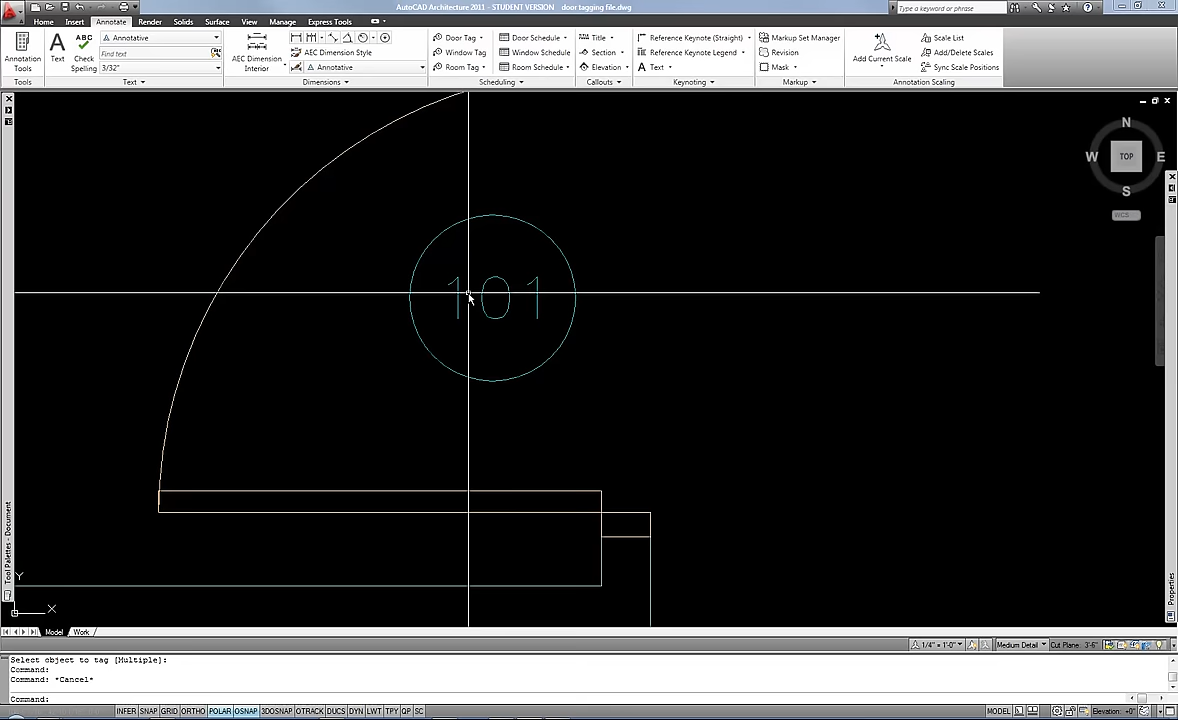 AutoCAD Architecture 2011 - STUDENT VERSION door tagging file.dwg
Type a keyword or phrase
Home Insert Annotate Render Solids Surface View Manage Express Tools
Annotation Tools
Tools
Text
Check Spelling
Annotative
Find text
3/32"
Text
AEC Dimension Interior
AEC Dimension Style
Annotative
Dimensions
Door Tag
Window Tag
Room Tag
Door Schedule
Window Schedule
Room Schedule
Scheduling
Title
Section
Elevation
Callouts
Reference Keynote (Straight)
Reference Keynote Legend
Text
Keynoting
Markup Set Manager
Revision
Mask
Markup
Add Current Scale
Scale List
Add/Delete Scales
Sync Scale Positions
Annotation Scaling
N
W TOP E
S
WCS
101
Tool Palettes - Document
Properties
Y
X
Model Work
1/4" = 1'-0" Medium Detail Cut Plane: 3'-6"
Select object to tag [Multiple]:
Command:
Command: *Cancel*
Command:
INFER SNAP GRID ORTHO POLAR OSNAP 3DOSNAP OTRACK DUCS DYN LWT TPY QP SC
MODEL Elevation: +0"